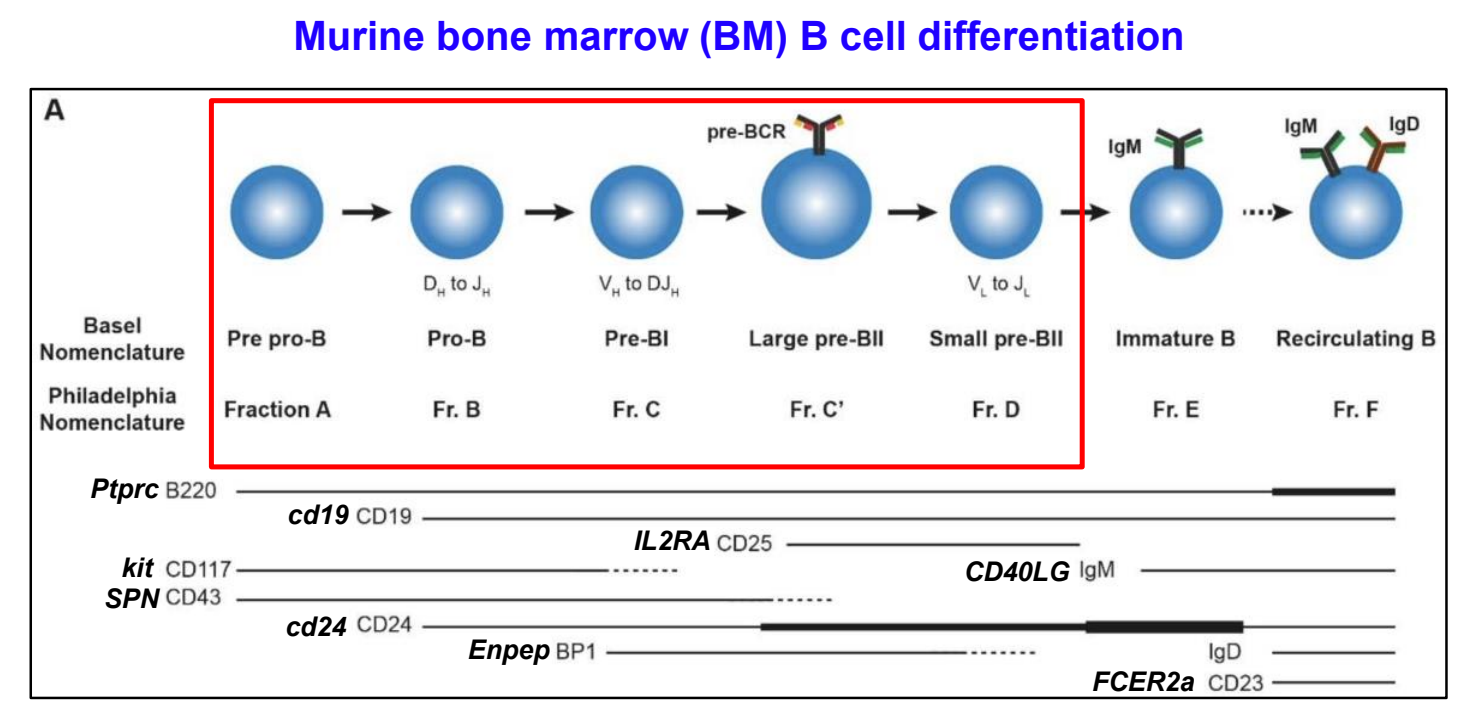 Murine bone marrow (BM) B cell differentiation
A
pre-BCR
IgM
IgM
IgD
D_H to J_H
V_H to DJ_H
V_L to J_L
Basel Nomenclature
Pre pro-B
Pro-B
Pre-BI
Large pre-BII
Small pre-BII
Immature B
Recirculating B
Philadelphia Nomenclature
Fraction A
Fr. B
Fr. C
Fr. C’
Fr. D
Fr. E
Fr. F
Ptprc B220
cd19 CD19
IL2RA CD25
kit CD117
CD40LG IgM
SPN CD43
cd24 CD24
Enpep BP1
IgD
FCER2a CD23